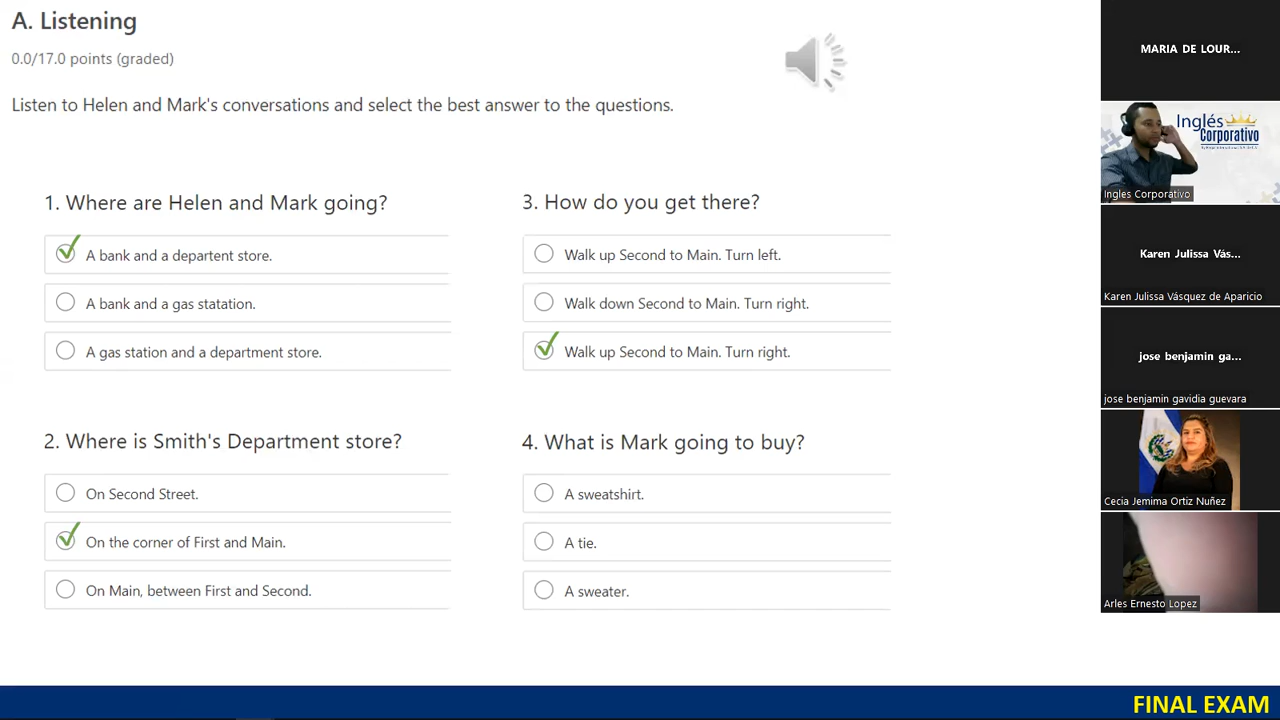 A. Listening
0.0/17.0 points (graded)
Listen to Helen and Mark's conversations and select the best answer to the questions.
1. Where are Helen and Mark going?
A bank and a departent store.
A bank and a gas statation.
A gas station and a department store.
2. Where is Smith's Department store?
On Second Street.
On the corner of First and Main.
On Main, between First and Second.
3. How do you get there?
Walk up Second to Main. Turn left.
Walk down Second to Main. Turn right.
Walk up Second to Main. Turn right.
4. What is Mark going to buy?
A sweatshirt.
A tie.
A sweater.
FINAL EXAM
MARIA DE LOUR...
Inglés
Corporativo
Ingles Corporativo
Karen Julissa Vás...
Karen Julissa Vásquez de Aparicio
jose benjamin ga...
jose benjamin gavidia guevara
Cecia Jemima Ortiz Nuñez
Arles Ernesto Lopez